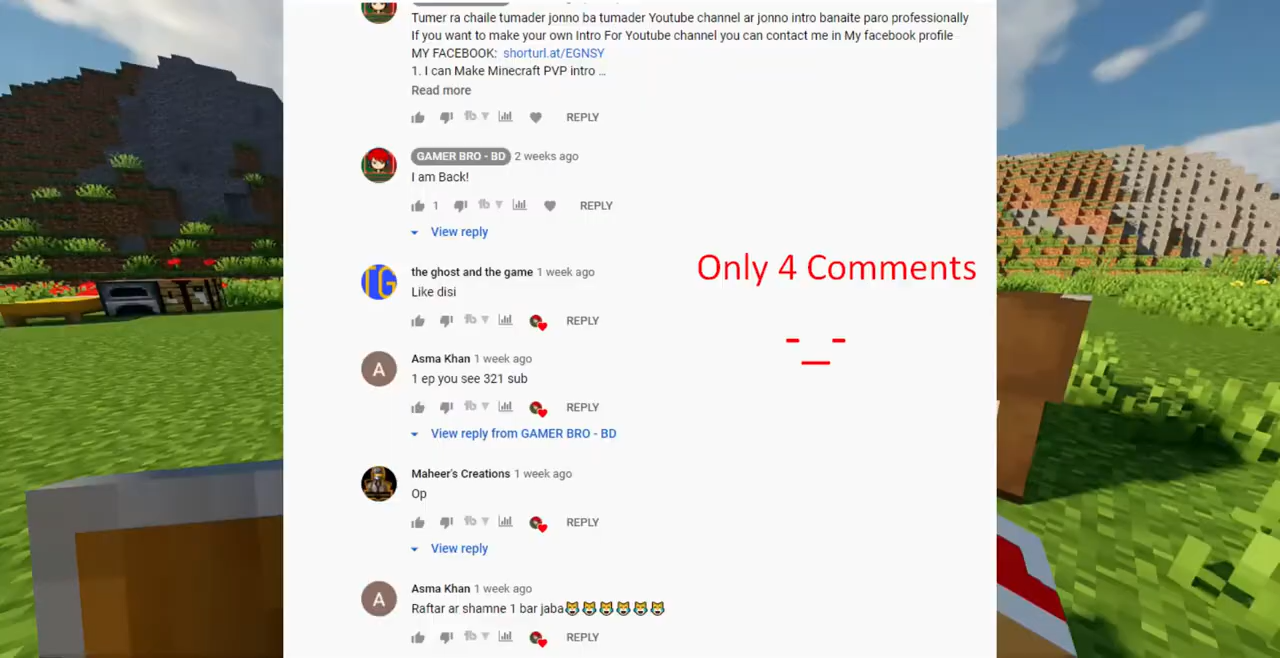 Tumer ra chaile tumader jonno ba tumader Youtube channel ar jonno intro banaite paro professionally
If you want to make your own Intro For Youtube channel you can contact me in My facebook profile
MY FACEBOOK: shorturl.at/EGNSY
1. I can Make Minecraft PVP intro ...
Read more
REPLY
GAMER BRO - BD 2 weeks ago
I am Back!
1 REPLY
View reply
the ghost and the game 1 week ago
Like disi
REPLY
Only 4 Comments
-_-
Asma Khan 1 week ago
A
1 ep you see 321 sub
REPLY
View reply from GAMER BRO - BD
Maheer's Creations 1 week ago
Op
REPLY
View reply
Asma Khan 1 week ago
A
Raftar ar shamne 1 bar jaba😹😹😹😹😹😹
REPLY